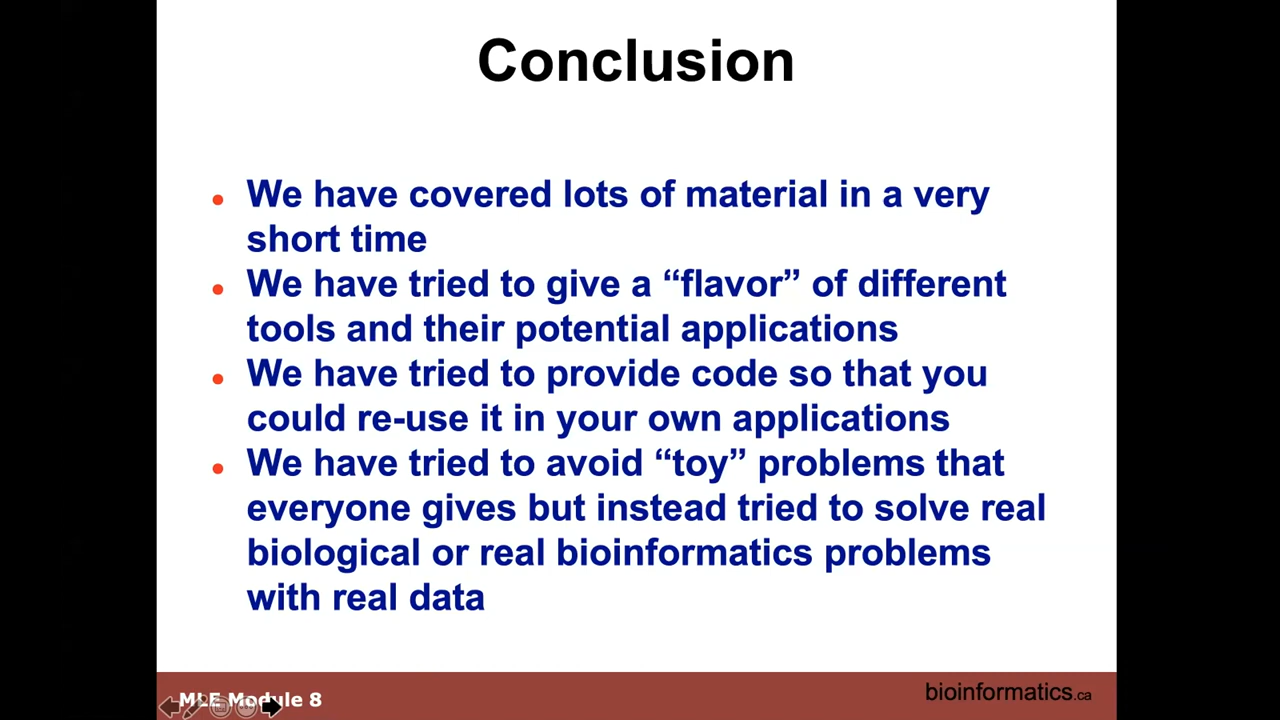 Conclusion
We have covered lots of material in a very
short time
We have tried to give a “flavor” of different
tools and their potential applications
We have tried to provide code so that you
could re-use it in your own applications
We have tried to avoid “toy” problems that
everyone gives but instead tried to solve real
biological or real bioinformatics problems
with real data
MLE Module 8
bioinformatics.ca